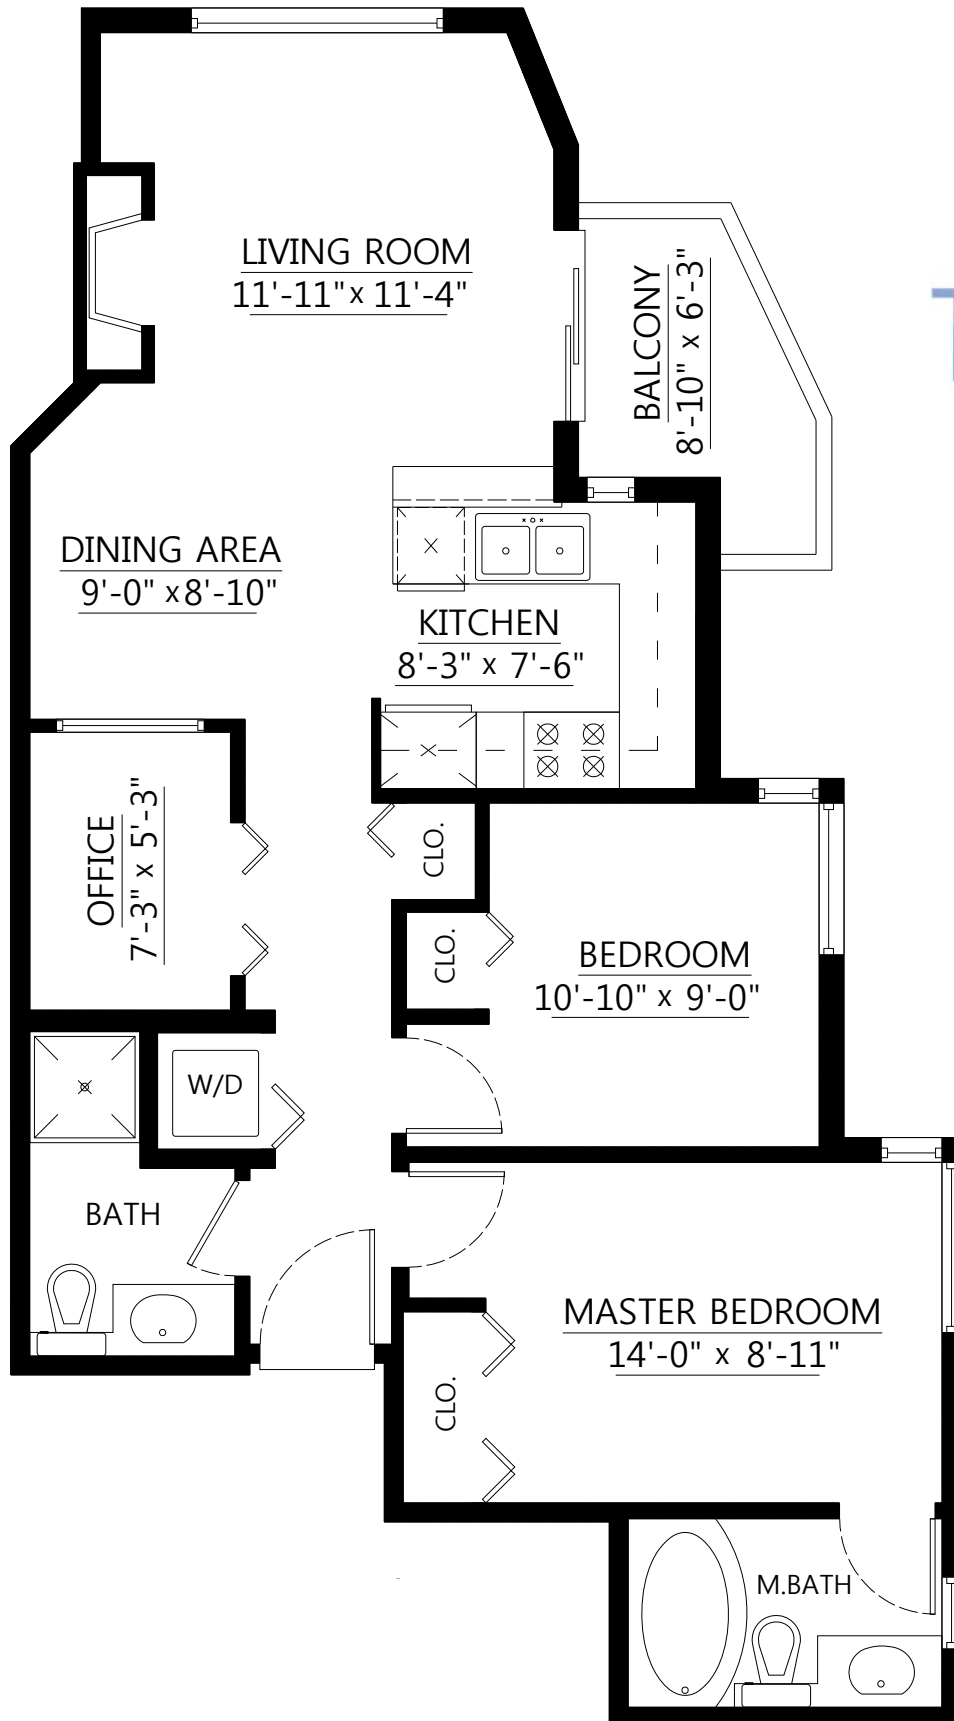 LIVING ROOM
11'-11" x 11'-4"
BALCONY
8'-10" x 6'-3"
DINING AREA
9'-0" x 8'-10"
KITCHEN
8'-3" x 7'-6"
OFFICE
7'-3" x 5'-3"
CLO.
CLO.
BEDROOM
10'-10" x 9'-0"
W/D
BATH
MASTER BEDROOM
14'-0" x 8'-11"
CLO.
M.BATH